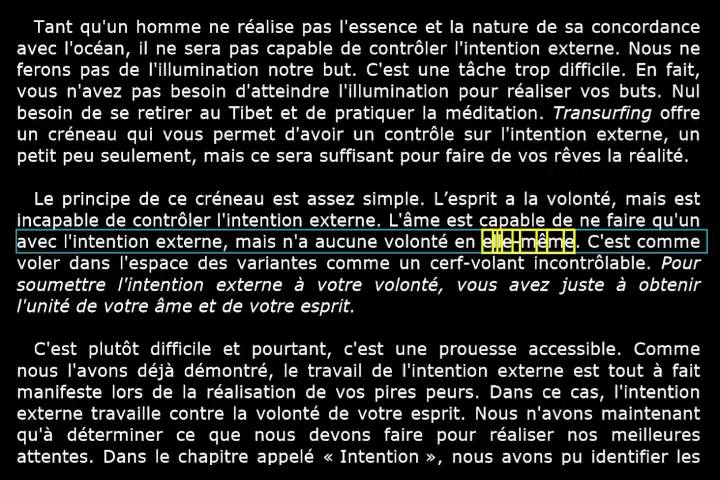 Tant qu'un homme ne réalise pas l'essence et la nature de sa concordance
avec l'océan, il ne sera pas capable de contrôler l'intention externe. Nous ne
ferons pas de l'illumination notre but. C'est une tâche trop difficile. En fait,
vous n'avez pas besoin d'atteindre l'illumination pour réaliser vos buts. Nul
besoin de se retirer au Tibet et de pratiquer la méditation. Transurfing offre
un créneau qui vous permet d'avoir un contrôle sur l'intention externe, un
petit peu seulement, mais ce sera suffisant pour faire de vos rêves la réalité.
Le principe de ce créneau est assez simple. L’esprit a la volonté, mais est
incapable de contrôler l'intention externe. L'âme est capable de ne faire qu'un
avec l'intention externe, mais n'a aucune volonté en elle-même. C'est comme
voler dans l'espace des variantes comme un cerf-volant incontrôlable. Pour
soumettre l'intention externe à votre volonté, vous avez juste à obtenir
l'unité de votre âme et de votre esprit.
C'est plutôt difficile et pourtant, c'est une prouesse accessible. Comme
nous l'avons déjà démontré, le travail de l'intention externe est tout à fait
manifeste lors de la réalisation de vos pires peurs. Dans ce cas, l'intention
externe travaille contre la volonté de votre esprit. Nous n'avons maintenant
qu'à déterminer ce que nous devons faire pour réaliser nos meilleures
attentes. Dans le chapitre appelé « Intention », nous avons pu identifier les